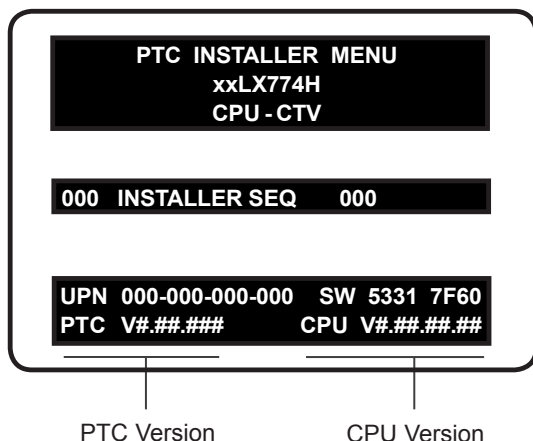 PTC INSTALLER MENU
xxLX774H
CPU - CTV
000 INSTALLER SEQ 000
UPN 000-000-000-000 SW 5331 7F60
PTC V#.##.### CPU V#.##.##.##
PTC Version CPU Version